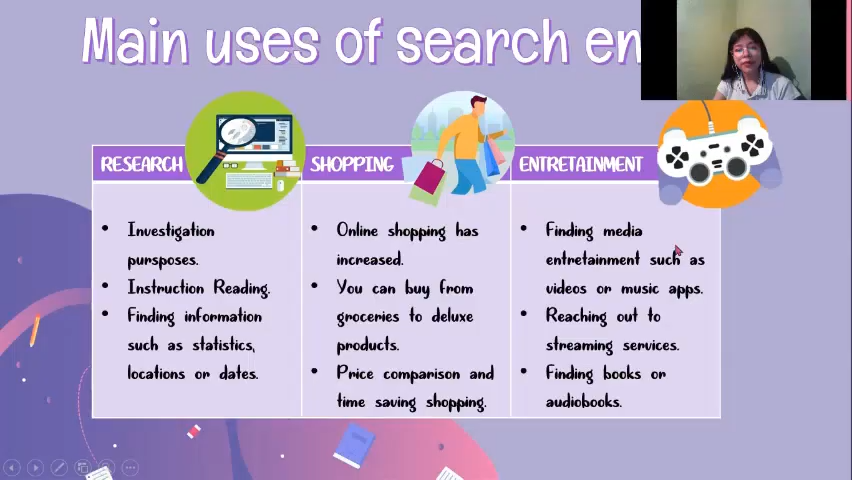 Main uses of search en
RESEARCH
Investigation
pursposes.
Instruction Reading.
Finding information
such as statistics,
locations or dates.
SHOPPING
Online shopping has
increased.
You can buy from
groceries to deluxe
products.
Price comparison and
time saving shopping.
ENTRETAINMENT
Finding media
entretainment such as
videos or music apps.
Reaching out to
streaming services.
Finding books or
audiobooks.